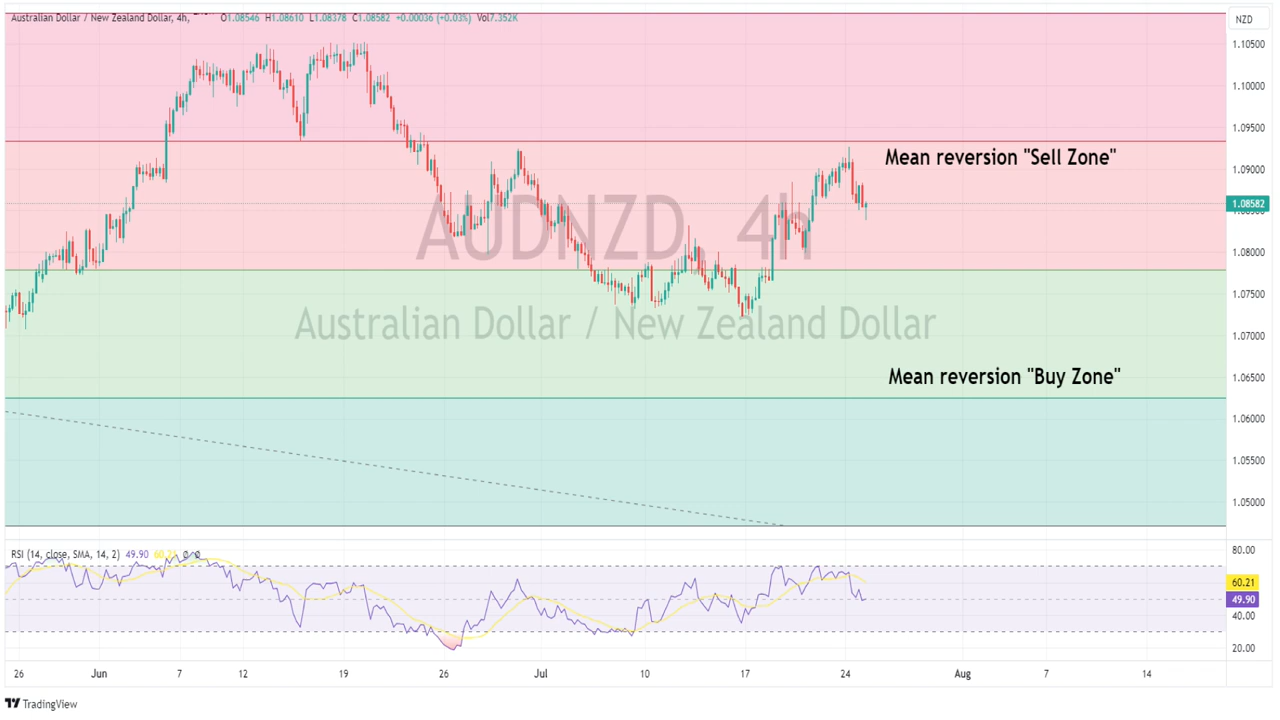 Australian Dollar / New Zealand Dollar, 4h, O1.08546 H1.08610 L1.08378 C1.08582 +0.00036 (+0.03%) Vol7.352K
NZD
1.10500
1.10000
1.09500
Mean reversion "Sell Zone"
1.09000
1.08582
1.08500
AUDNZD, 4h
1.08000
1.07500
Australian Dollar / New Zealand Dollar
1.07000
Mean reversion "Buy Zone"
1.06500
1.06000
1.05500
1.05000
RSI (14, close, SMA, 14, 2) 49.90 60.21 Ø Ø
80.00
60.21
49.90
40.00
20.00
26 Jun 7 12 19 26 Jul 10 17 24 Aug 7 14
TradingView